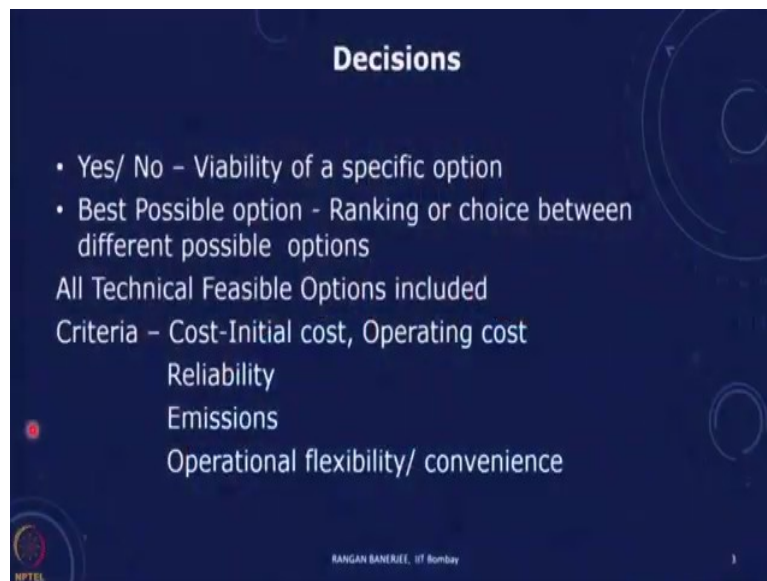 Decisions
• Yes/ No – Viability of a specific option
• Best Possible option - Ranking or choice between
different possible options
All Technical Feasible Options included
Criteria – Cost-Initial cost, Operating cost
Reliability
Emissions
Operational flexibility/ convenience
NPTEL
RANGAN BANERJEE, IIT Bombay
3